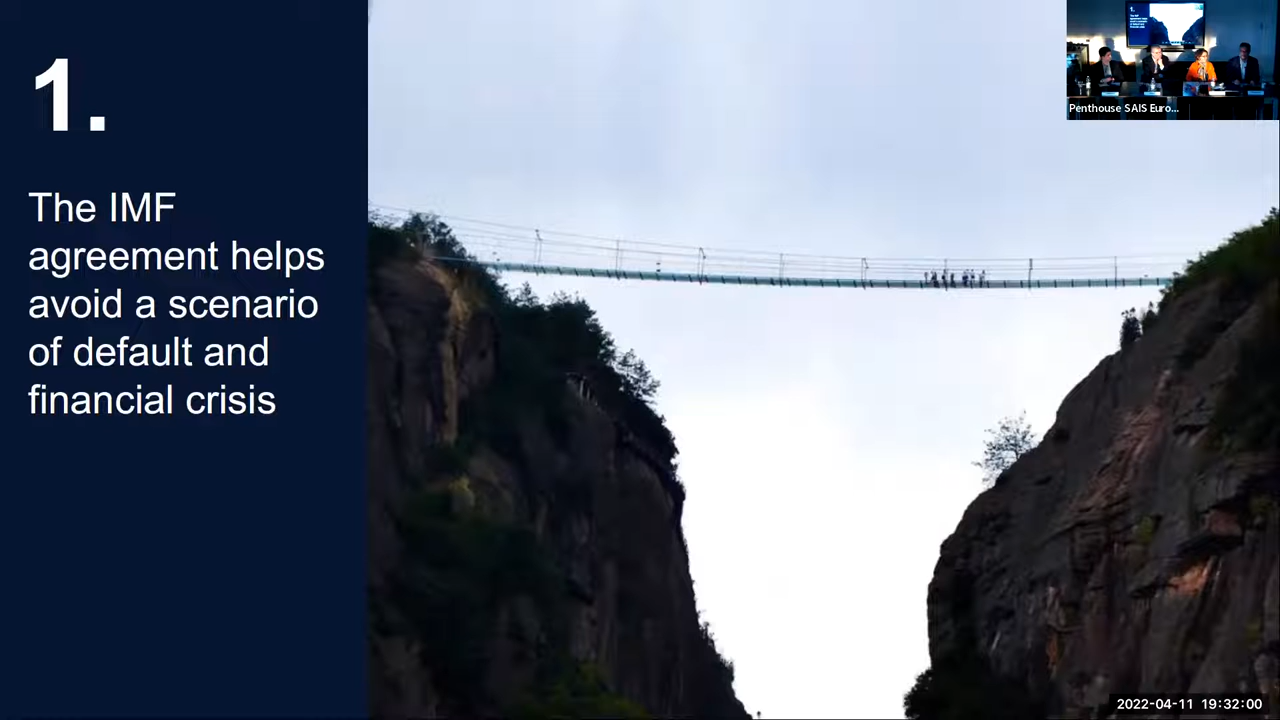 1.
The IMF
agreement helps
avoid a scenario
of default and
financial crisis
Penthouse SAIS Euro...
2022-04-11 19:32:00